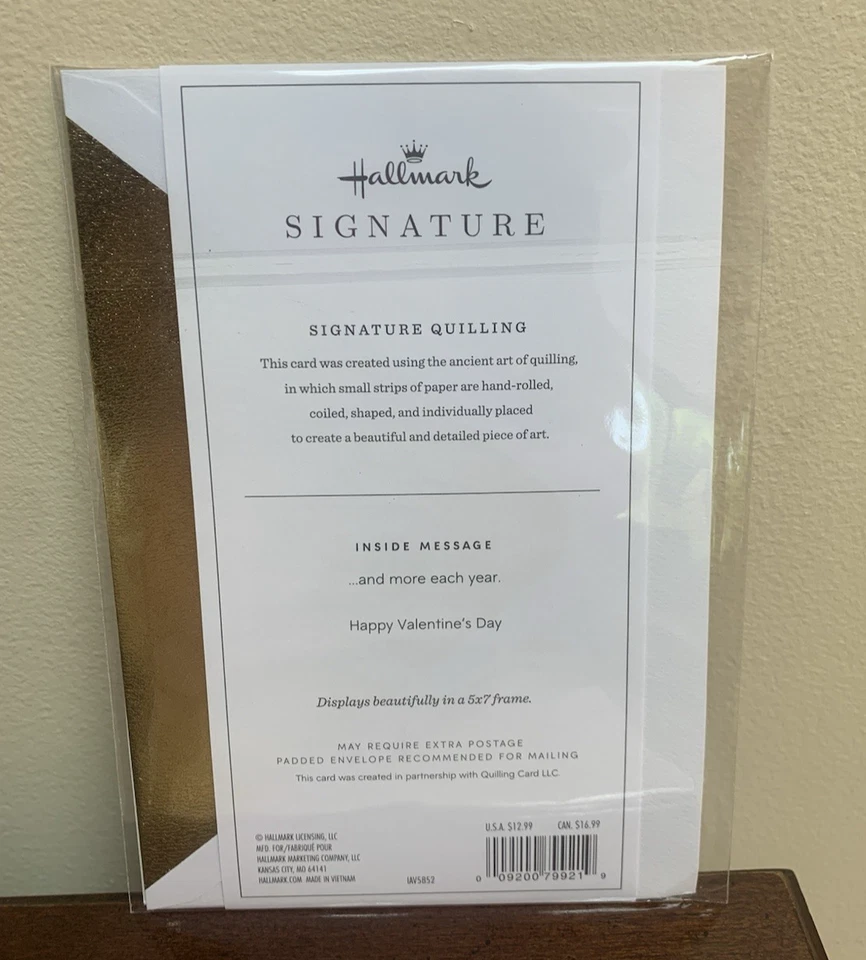 Hallmark
SIGNATURE
SIGNATURE QUILLING
This card was created using the ancient art of quilling,
in which small strips of paper are hand-rolled,
coiled, shaped, and individually placed
to create a beautiful and detailed piece of art.
INSIDE MESSAGE
...and more each year.
Happy Valentine's Day
Displays beautifully in a 5x7 frame.
MAY REQUIRE EXTRA POSTAGE
PADDED ENVELOPE RECOMMENDED FOR MAILING
This card was created in partnership with Quilling Card LLC.
© HALLMARK LICENSING, LLC
MFD. FOR/FABRIQUÉ POUR
HALLMARK MARKETING COMPANY, LLC
KANSAS CITY, MO 64141
HALLMARK.COM MADE IN VIETNAM
IAV5852
U.S.A. $12.99 CAN. $16.99
0 09200 79921 9